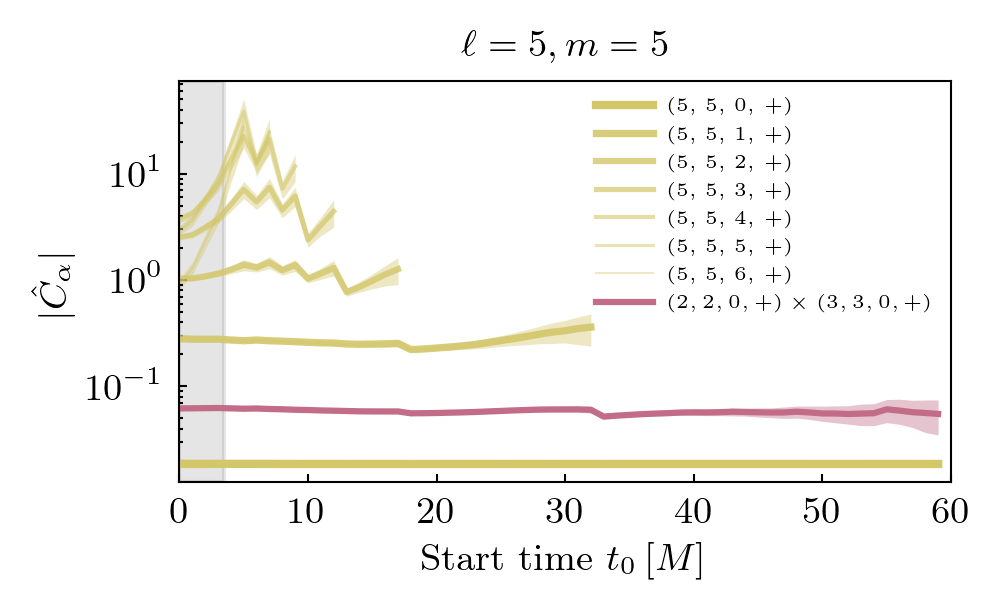 ℓ = 5, m = 5
(5, 5, 0, +)
(5, 5, 1, +)
(5, 5, 2, +)
(5, 5, 3, +)
(5, 5, 4, +)
(5, 5, 5, +)
(5, 5, 6, +)
(2, 2, 0, +) × (3, 3, 0, +)
|Ĉ_α|
10¹
10⁰
10⁻¹
0 10 20 30 40 50 60
Start time t₀ [M]